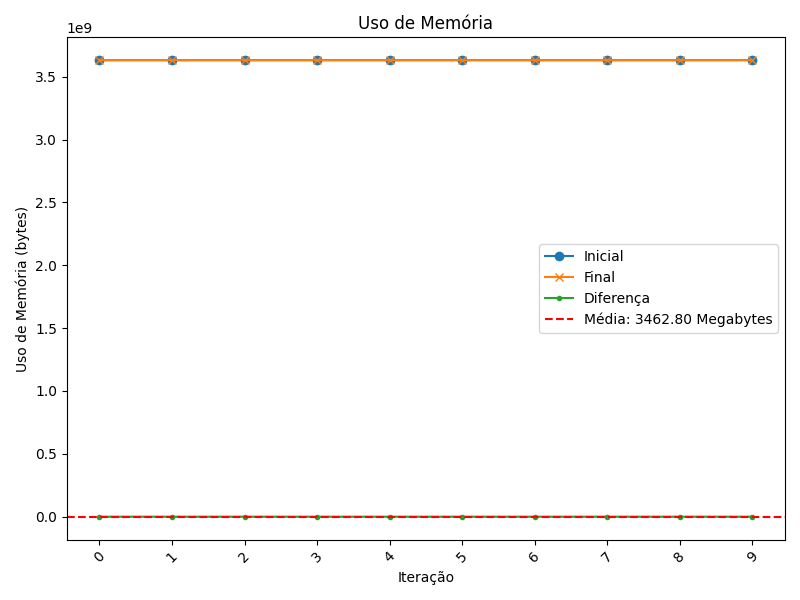 Uso de Memória
1e9
3.5
3.0
2.5
2.0
1.5
1.0
0.5
0.0
Uso de Memória (bytes)
Inicial
Final
Diferença
Média: 3462.80 Megabytes
0 1 2 3 4 5 6 7 8 9
Iteração